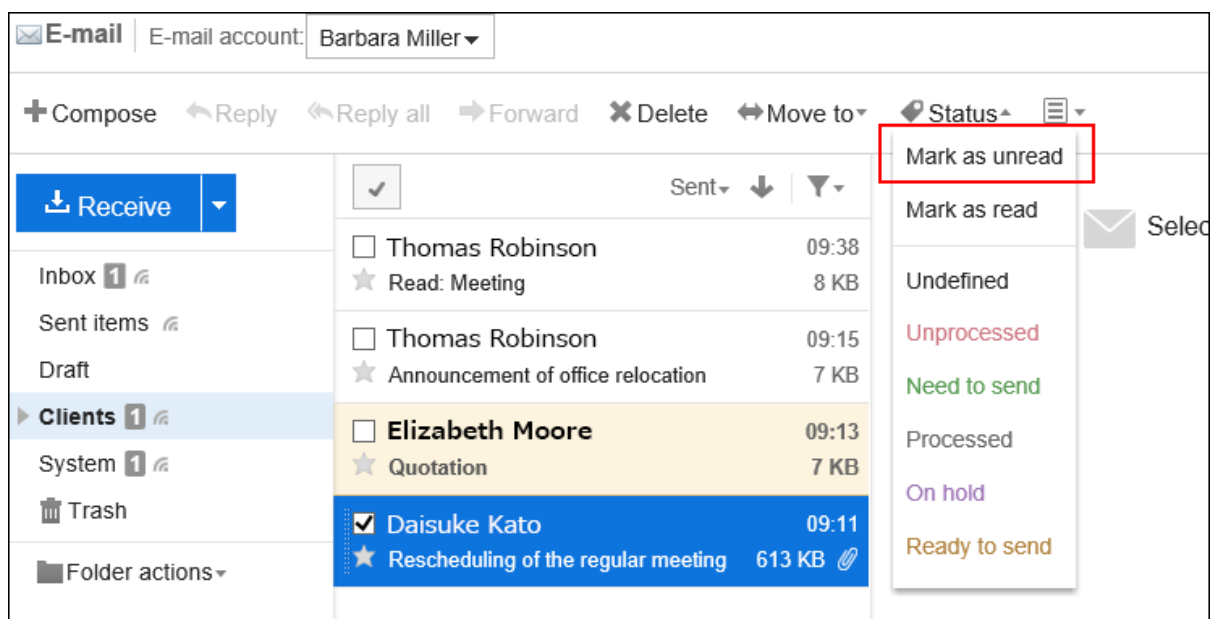 E-mail E-mail account: Barbara Miller
Compose Reply Reply all Forward Delete Move to Status
Mark as unread
Mark as read
Undefined
Unprocessed
Need to send
Processed
On hold
Ready to send
Receive
Inbox 1
Sent items
Draft
Clients 1
System 1
Trash
Folder actions
Sent
Thomas Robinson 09:38
Read: Meeting 8 KB
Thomas Robinson 09:15
Announcement of office relocation 7 KB
Elizabeth Moore 09:13
Quotation 7 KB
Daisuke Kato 09:11
Rescheduling of the regular meeting 613 KB
Selec